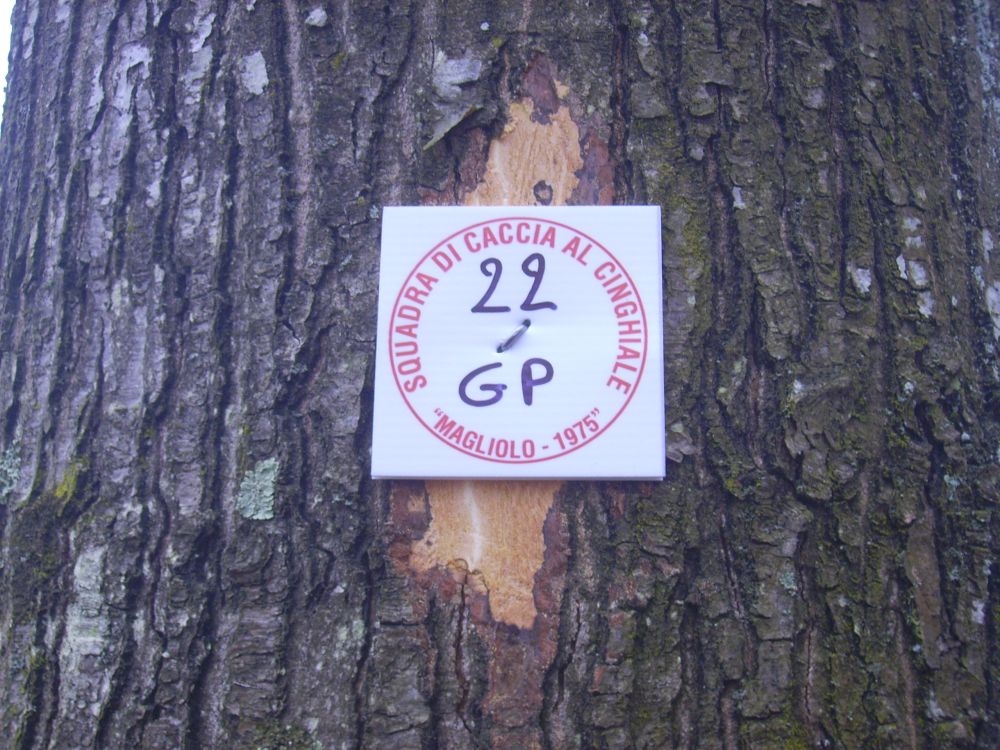 SQUADRA DI CACCIA AL CINGHIALE
22
GP
“MAGLIOLO - 1975”